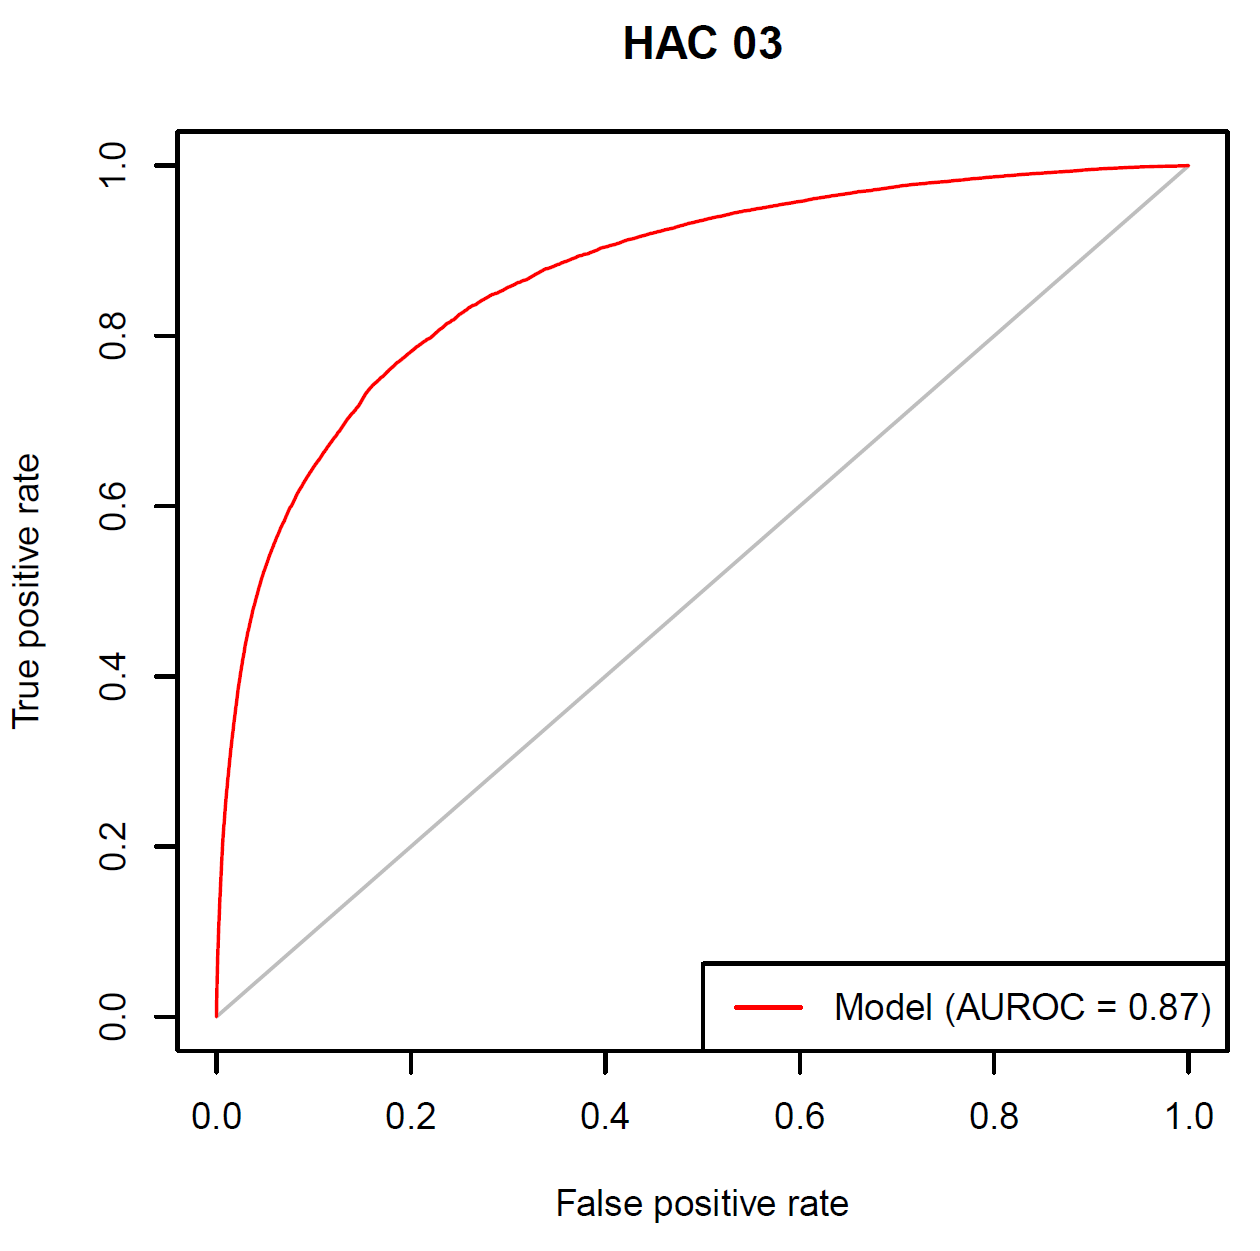 HAC 03
True positive rate
1.0
0.8
0.6
0.4
0.2
0.0
Model (AUROC = 0.87)
0.0 0.2 0.4 0.6 0.8 1.0
False positive rate